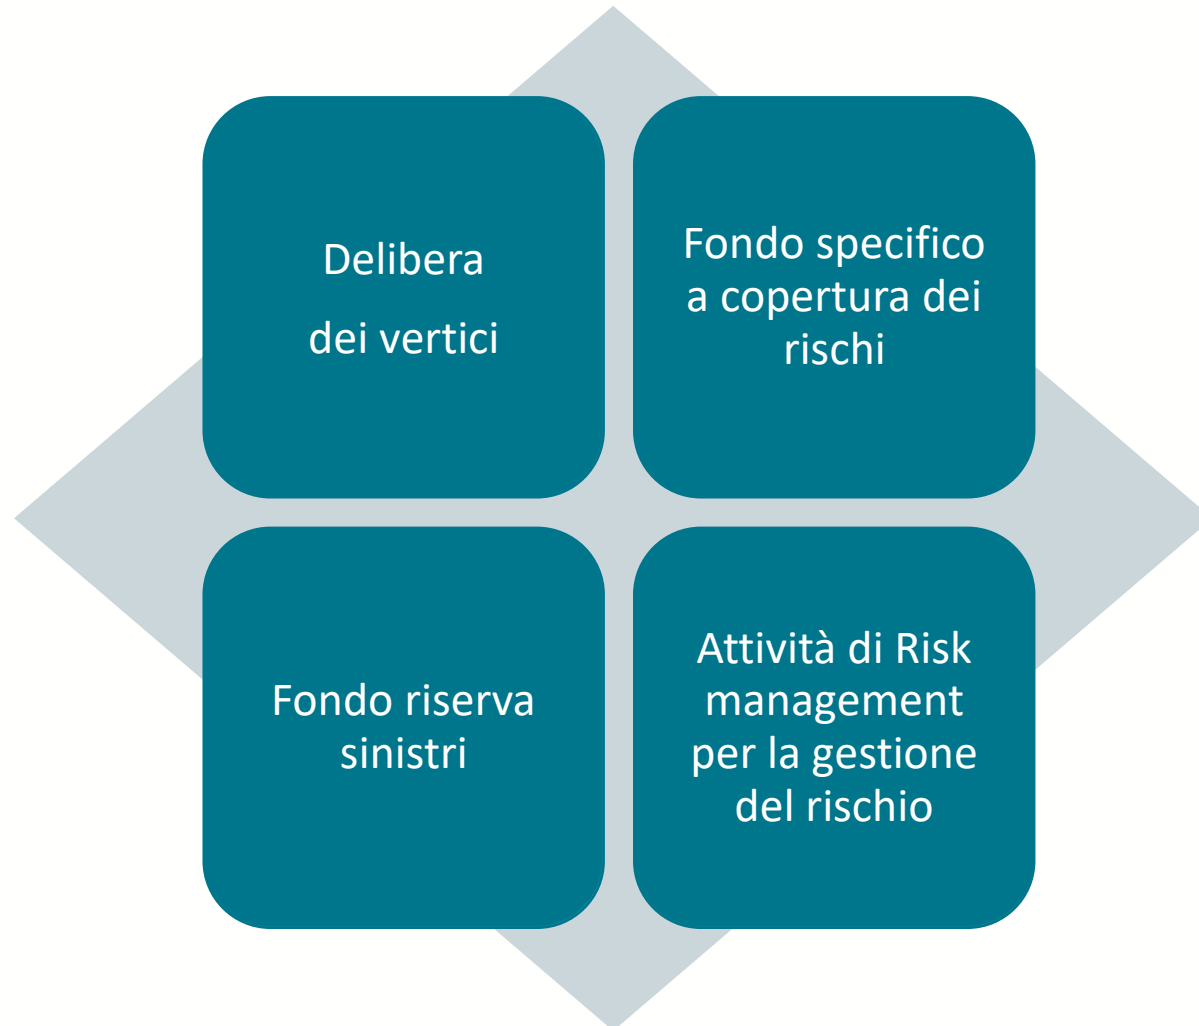 Delibera
dei vertici
Fondo specifico
a copertura dei
rischi
Fondo riserva
sinistri
Attività di Risk
management
per la gestione
del rischio